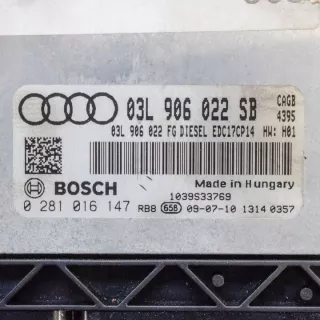 03L 906 022 SB CAGB
4395
03L 906 022 FG DIESEL EDC17CP14 HW: H01
BOSCH Made in Hungary
1039S33769
0 281 016 147 RB8 65B 09-07-10 1314 0357